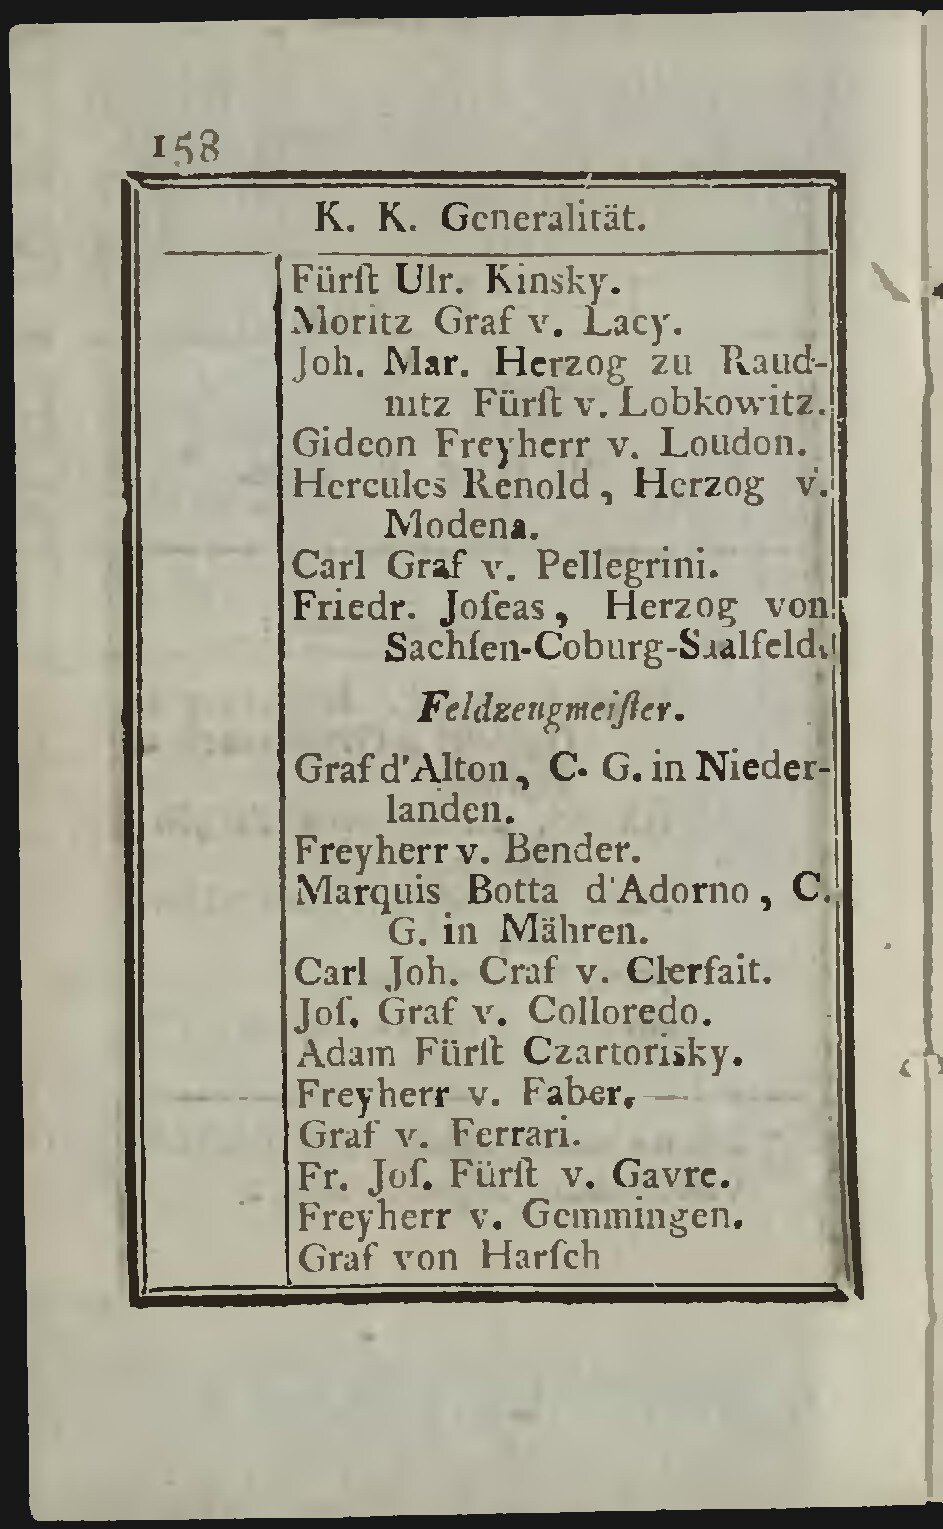 158
K. K. Generalität.
Fürſt Ulr. Kinsky.
Moritz Graf v. Lacy.
Joh. Mar. Herzog zu Raud-
nitz Fürſt v. Lobkowitz.
Gideon Freyherr v. Loudon.
Hercules Renold, Herzog v.
Modena.
Carl Graf v. Pellegrini.
Friedr. Joſeas, Herzog von
Sachſen-Coburg-Saalfeld.
Feldzeugmeiſter.
Graf d'Alton, C. G. in Nieder-
landen.
Freyherr v. Bender.
Marquis Botta d'Adorno, C.
G. in Mähren.
Carl Joh. Craf v. Clerfait.
Joſ. Graf v. Colloredo.
Adam Fürſt Czartorisky.
Freyherr v. Faber.
Graf v. Ferrari.
Fr. Joſ. Fürſt v. Gavre.
Freyherr v. Gemmingen.
Graf von Harſch